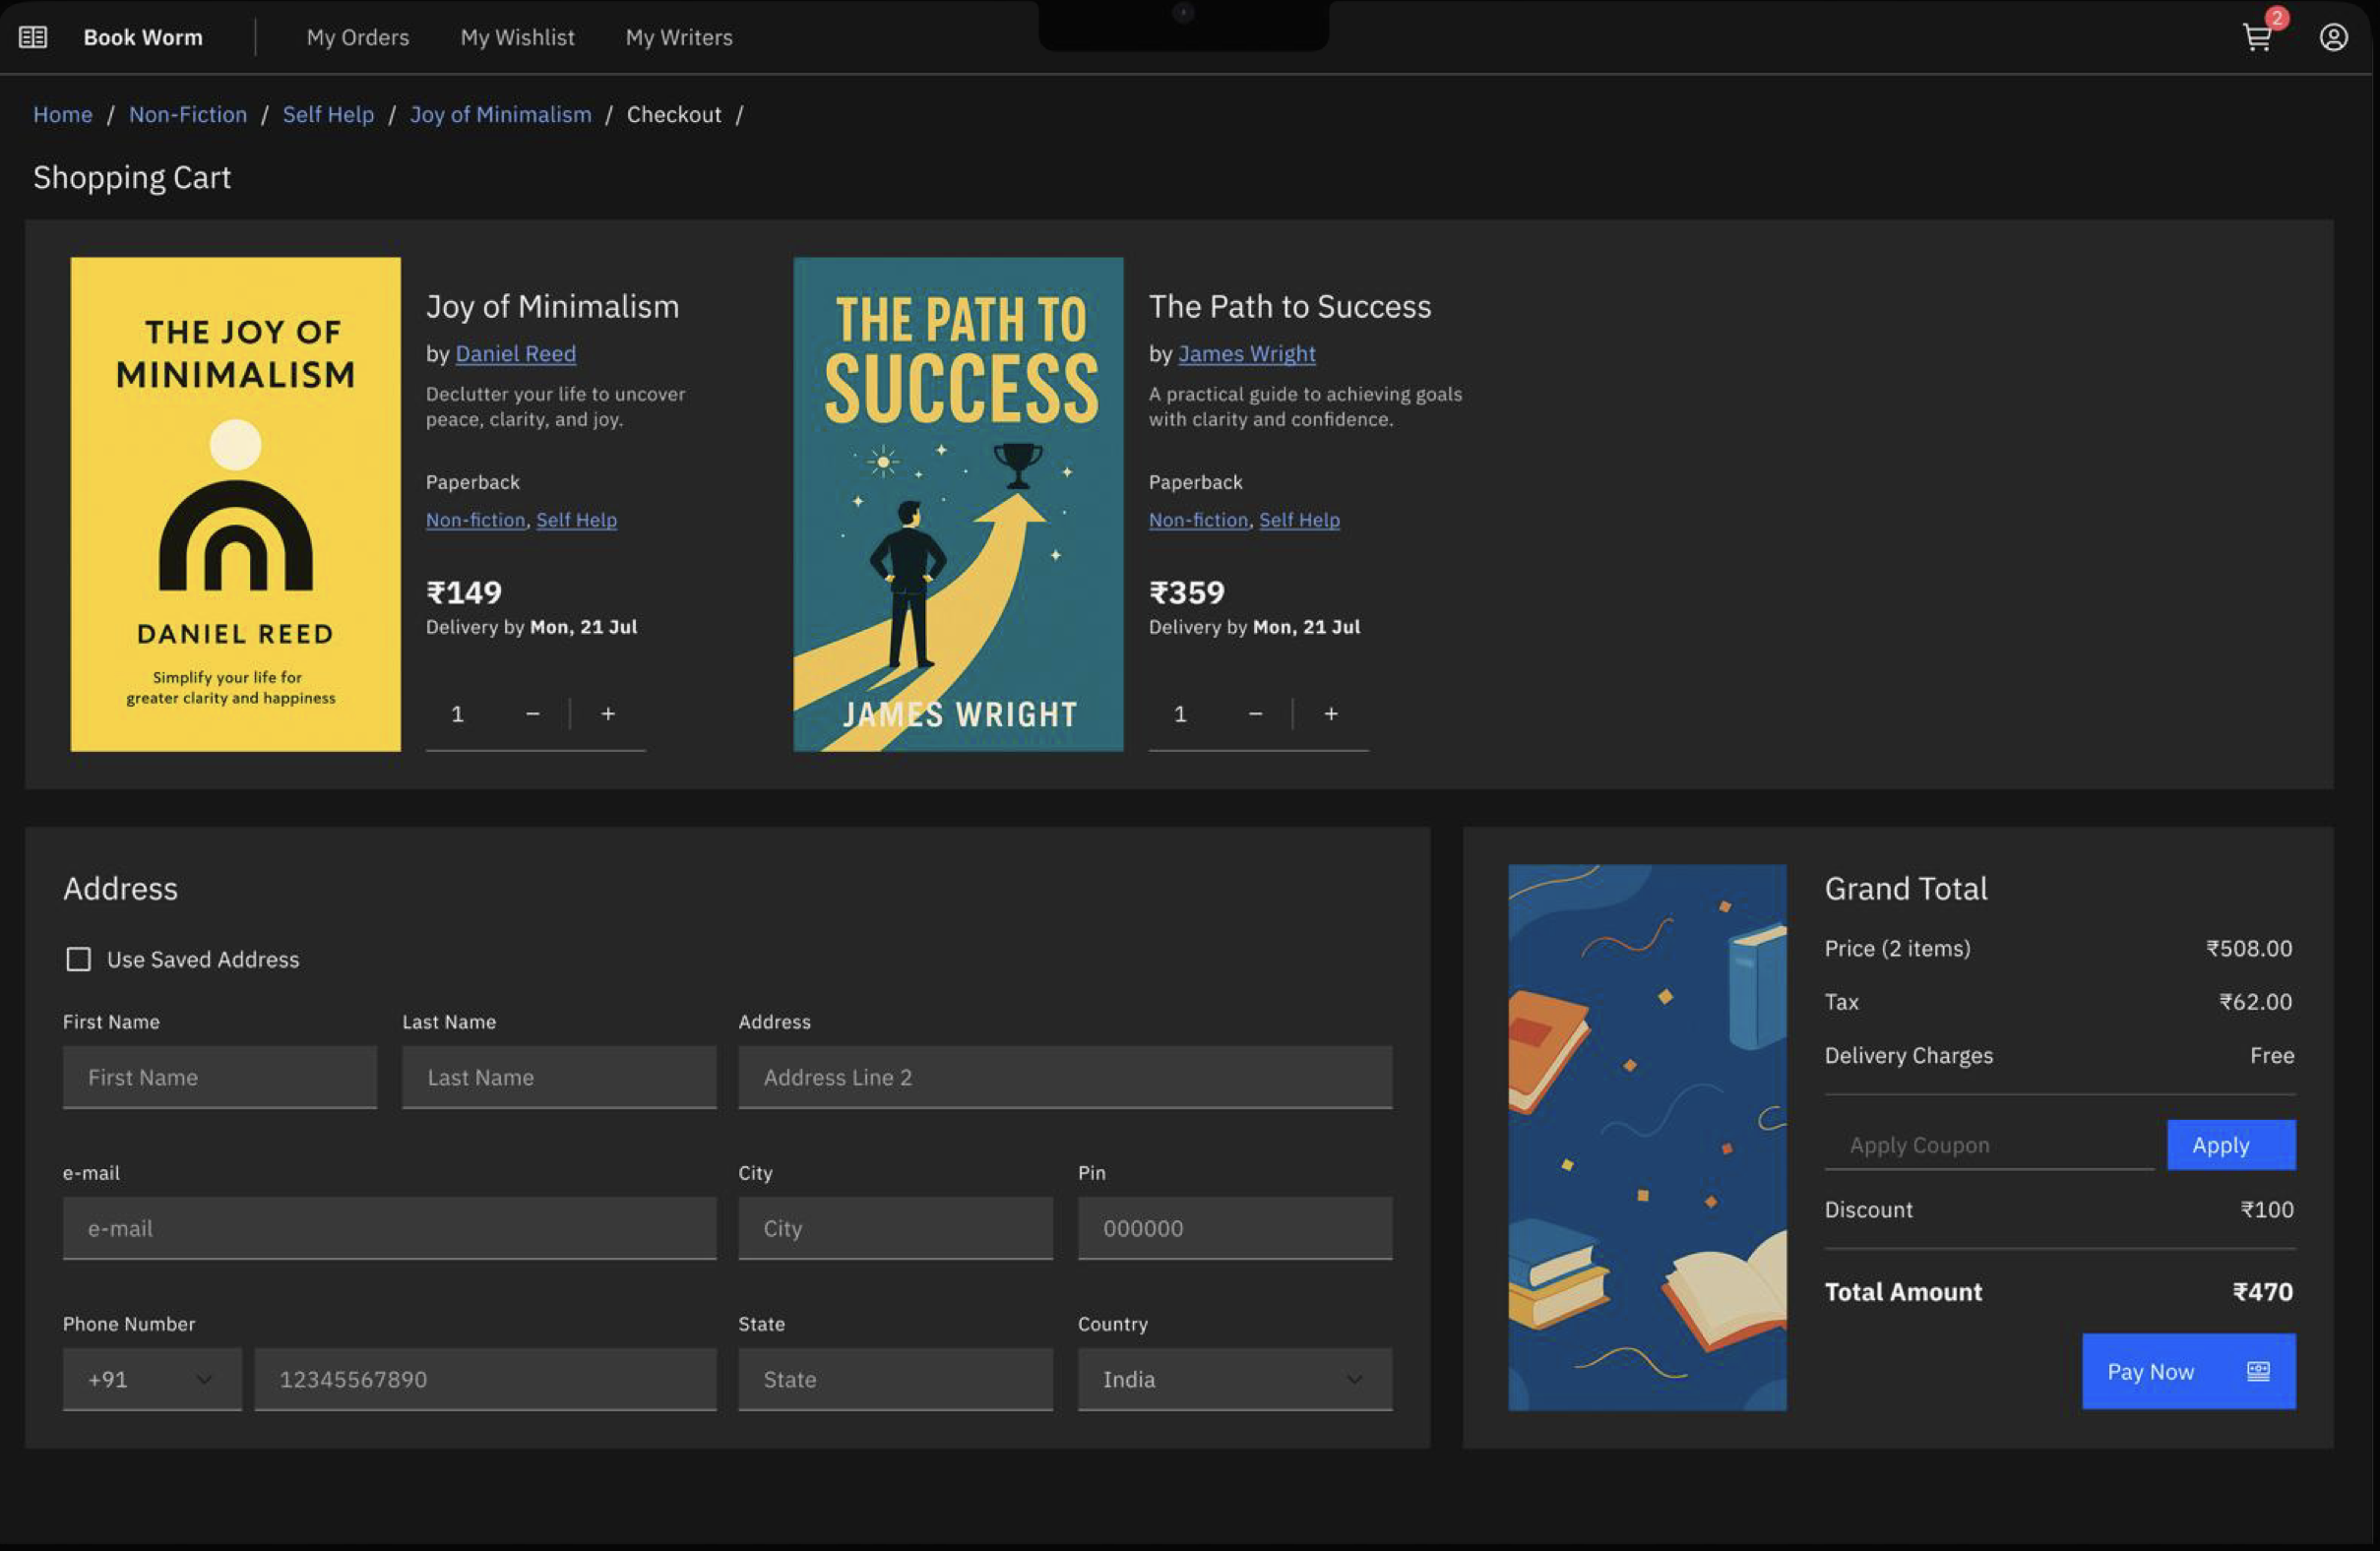 Book Worm My Orders My Wishlist My Writers 2
Home / Non-Fiction / Self Help / Joy of Minimalism / Checkout /
Shopping Cart
THE JOY OF
MINIMALISM
DANIEL REED
Simplify your life for
greater clarity and happiness
Joy of Minimalism
by Daniel Reed
Declutter your life to uncover
peace, clarity, and joy.
Paperback
Non-fiction, Self Help
₹149
Delivery by Mon, 21 Jul
1 − +
THE PATH TO
SUCCESS
JAMES WRIGHT
The Path to Success
by James Wright
A practical guide to achieving goals
with clarity and confidence.
Paperback
Non-fiction, Self Help
₹359
Delivery by Mon, 21 Jul
1 − +
Address
Use Saved Address
First Name Last Name Address
First Name Last Name Address Line 2
e-mail City Pin
e-mail City 000000
Phone Number State Country
+91 12345567890 State India
Grand Total
Price (2 items) ₹508.00
Tax ₹62.00
Delivery Charges Free
Apply Coupon Apply
Discount ₹100
Total Amount ₹470
Pay Now